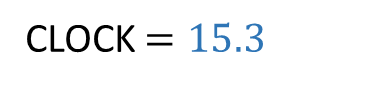 CLOCK = 15.3